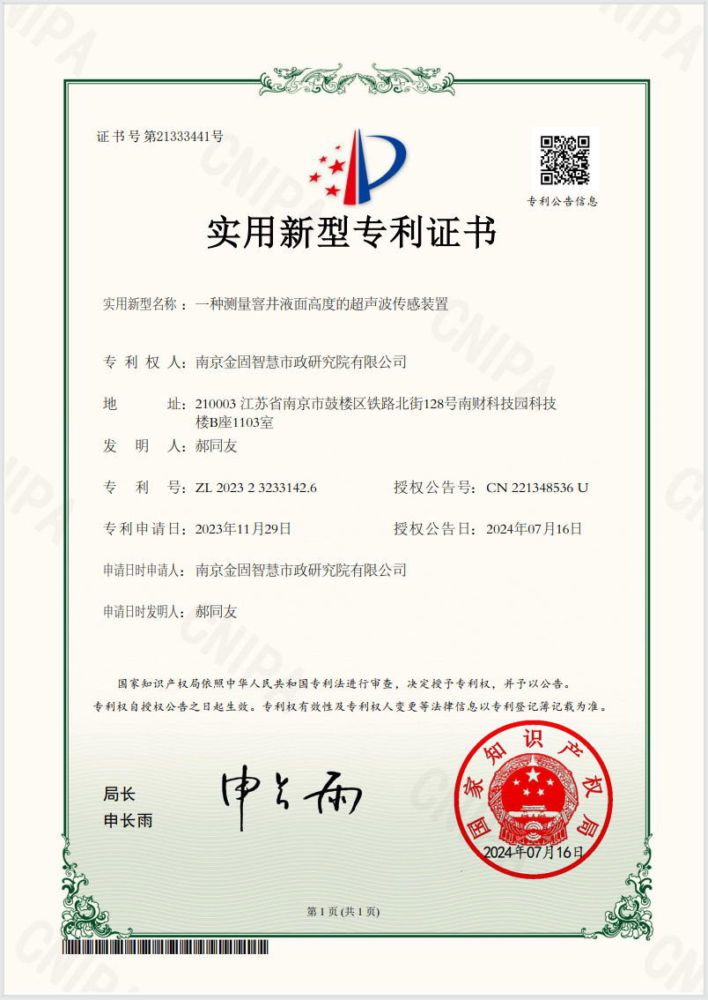 证书号第21333441号
专利公告信息
实用新型专利证书
实用新型名称：一种测量窨井液面高度的超声波传感装置
专利权人：南京金固智慧市政研究院有限公司
地址：210003 江苏省南京市鼓楼区铁路北街128号南财科技园科技
楼B座1103室
发明人：郝同友
专利号：ZL 2023 2 3233142.6 授权公告号：CN 221348536 U
专利申请日：2023年11月29日 授权公告日：2024年07月16日
申请日时申请人：南京金固智慧市政研究院有限公司
申请日时发明人：郝同友
国家知识产权局依照中华人民共和国专利法进行审查，决定授予专利权，并予以公告。
专利权自授权公告之日起生效。专利权有效性及专利权人变更等法律信息以专利登记簿记载为准。
局长
申长雨
申长雨
国家知识产权局
2024年07月16日
第 1 页 (共 1 页)
CNIPA
CNIPA
CNIPA
CNIPA
CNIPA
CNIPA
CNIPA
CNIPA
CNIPA
CNIPA